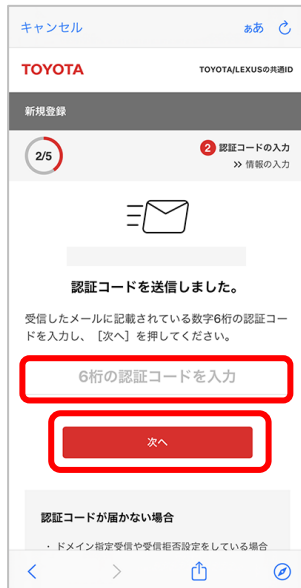 キャンセル
ぁあ
TOYOTA
TOYOTA/LEXUSの共通ID
新規登録
2/5
2 認証コードの入力
>> 情報の入力
認証コードを送信しました。
受信したメールに記載されている数字6桁の認証コー
ドを入力し、［次へ］を押してください。
6桁の認証コードを入力
次へ
認証コードが届かない場合
・ドメイン指定受信や受信拒否設定をしている場合